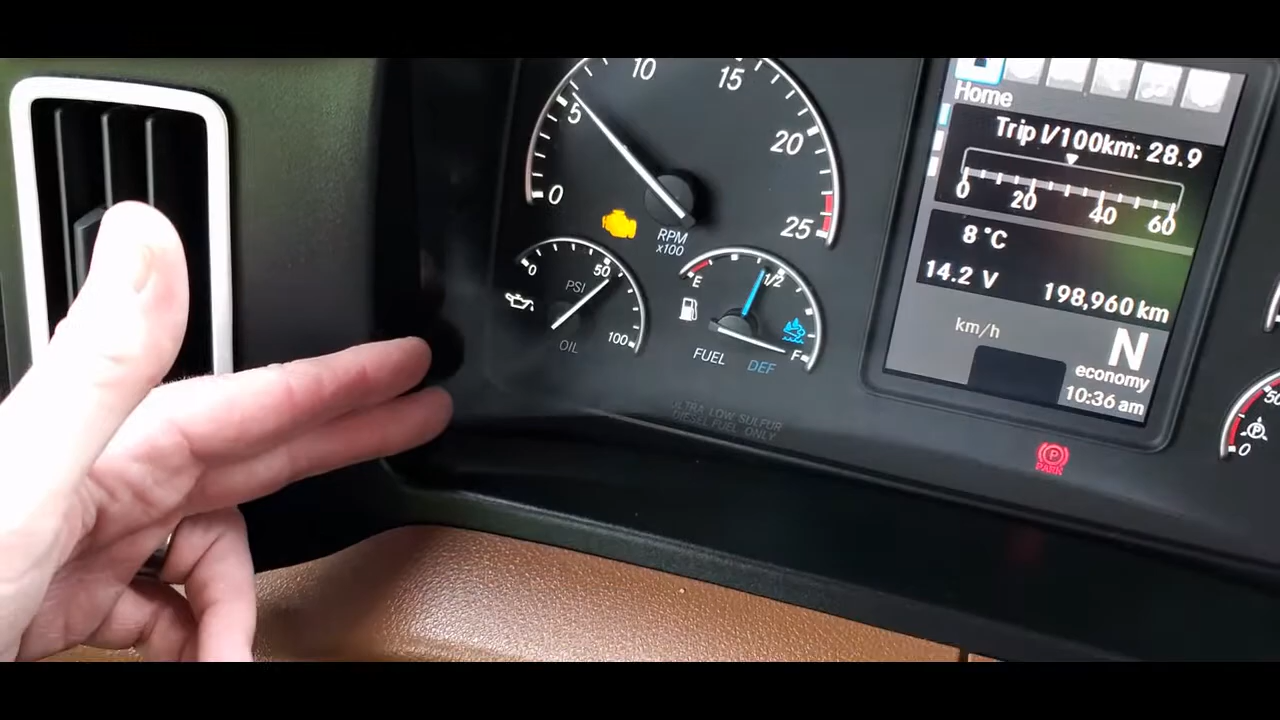 10
15
5
20
0
25
RPM
x100
0
50
PSI
100
OIL
E
1/2
F
FUEL
DEF
ULTRA LOW SULFUR
DIESEL FUEL ONLY
Home
Trip l/100km: 28.9
0 20 40 60
8°C
14.2 V 198,960 km
km/h
N
economy
10:36 am
P
PARK
50
P
0